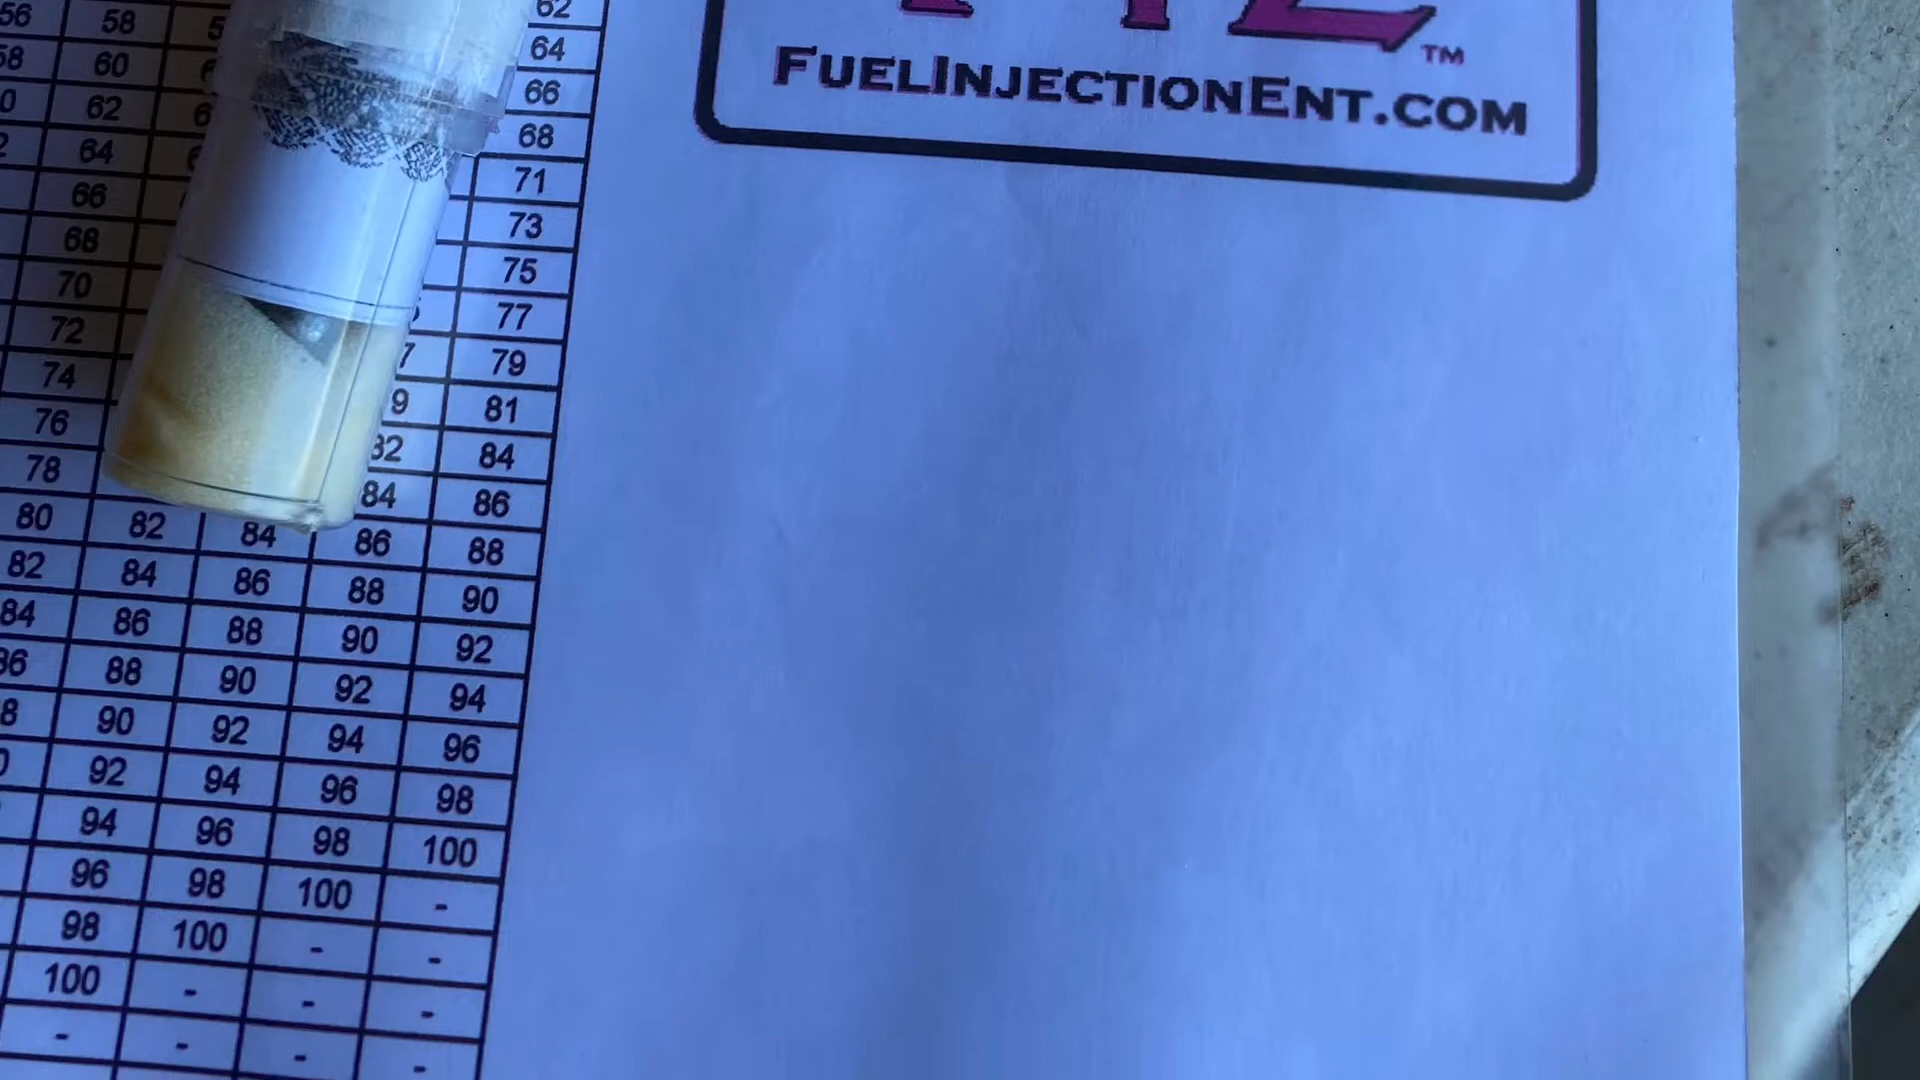 TM
FUELINJECTIONENT.COM
56 58 62
58 60 64
62 66
64 68
66 71
68 73
70 75
72 77
74 79
76 81
78 84
84 86
80 82 84 86 88
82 84 86 88 90
84 86 88 90 92
86 88 90 92 94
90 92 94 96
92 94 96 98
94 96 98 100
96 98 100 -
98 100 - -
100 - - -
- - - -